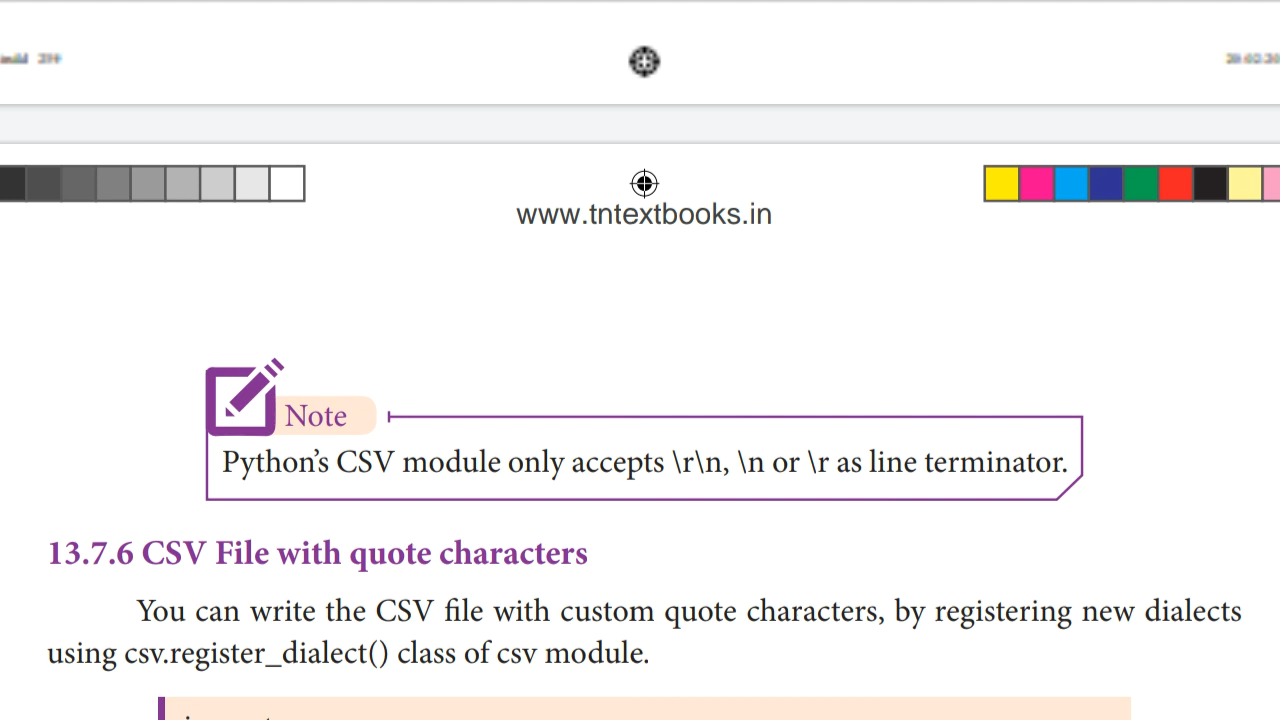 www.tntextbooks.in
Note
Python’s CSV module only accepts \r\n, \n or \r as line terminator.
13.7.6 CSV File with quote characters
You can write the CSV file with custom quote characters, by registering new dialects
using csv.register_dialect() class of csv module.